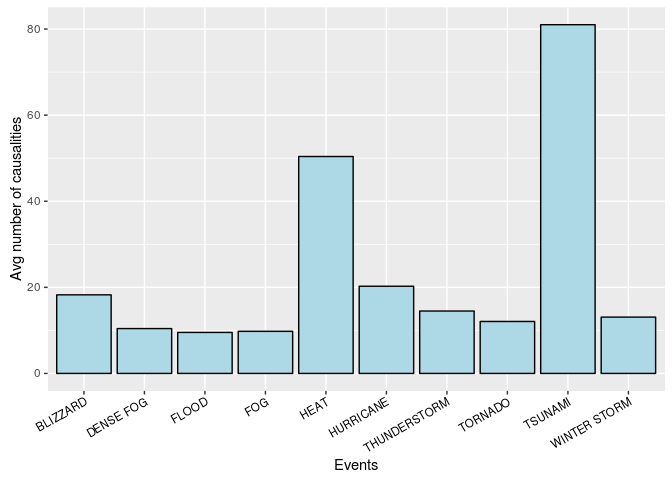 80
60
40
20
0
Avg number of causalities
BLIZZARD
DENSE FOG
FLOOD
FOG
HEAT
HURRICANE
THUNDERSTORM
TORNADO
TSUNAMI
WINTER STORM
Events